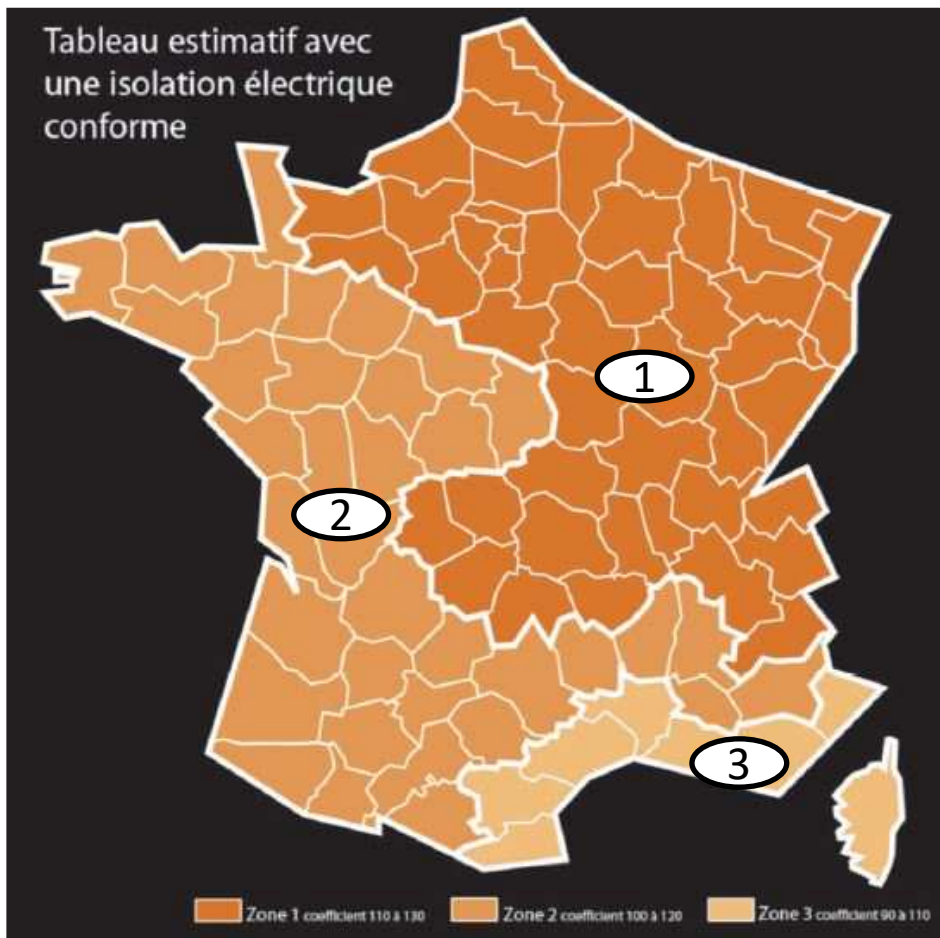 Tableau estimatif avec
une isolation électrique
conforme
1
2
3
Zone 1 coefficient 110 à 130
Zone 2 coefficient 100 à 120
Zone 3 coefficient 90 à 110